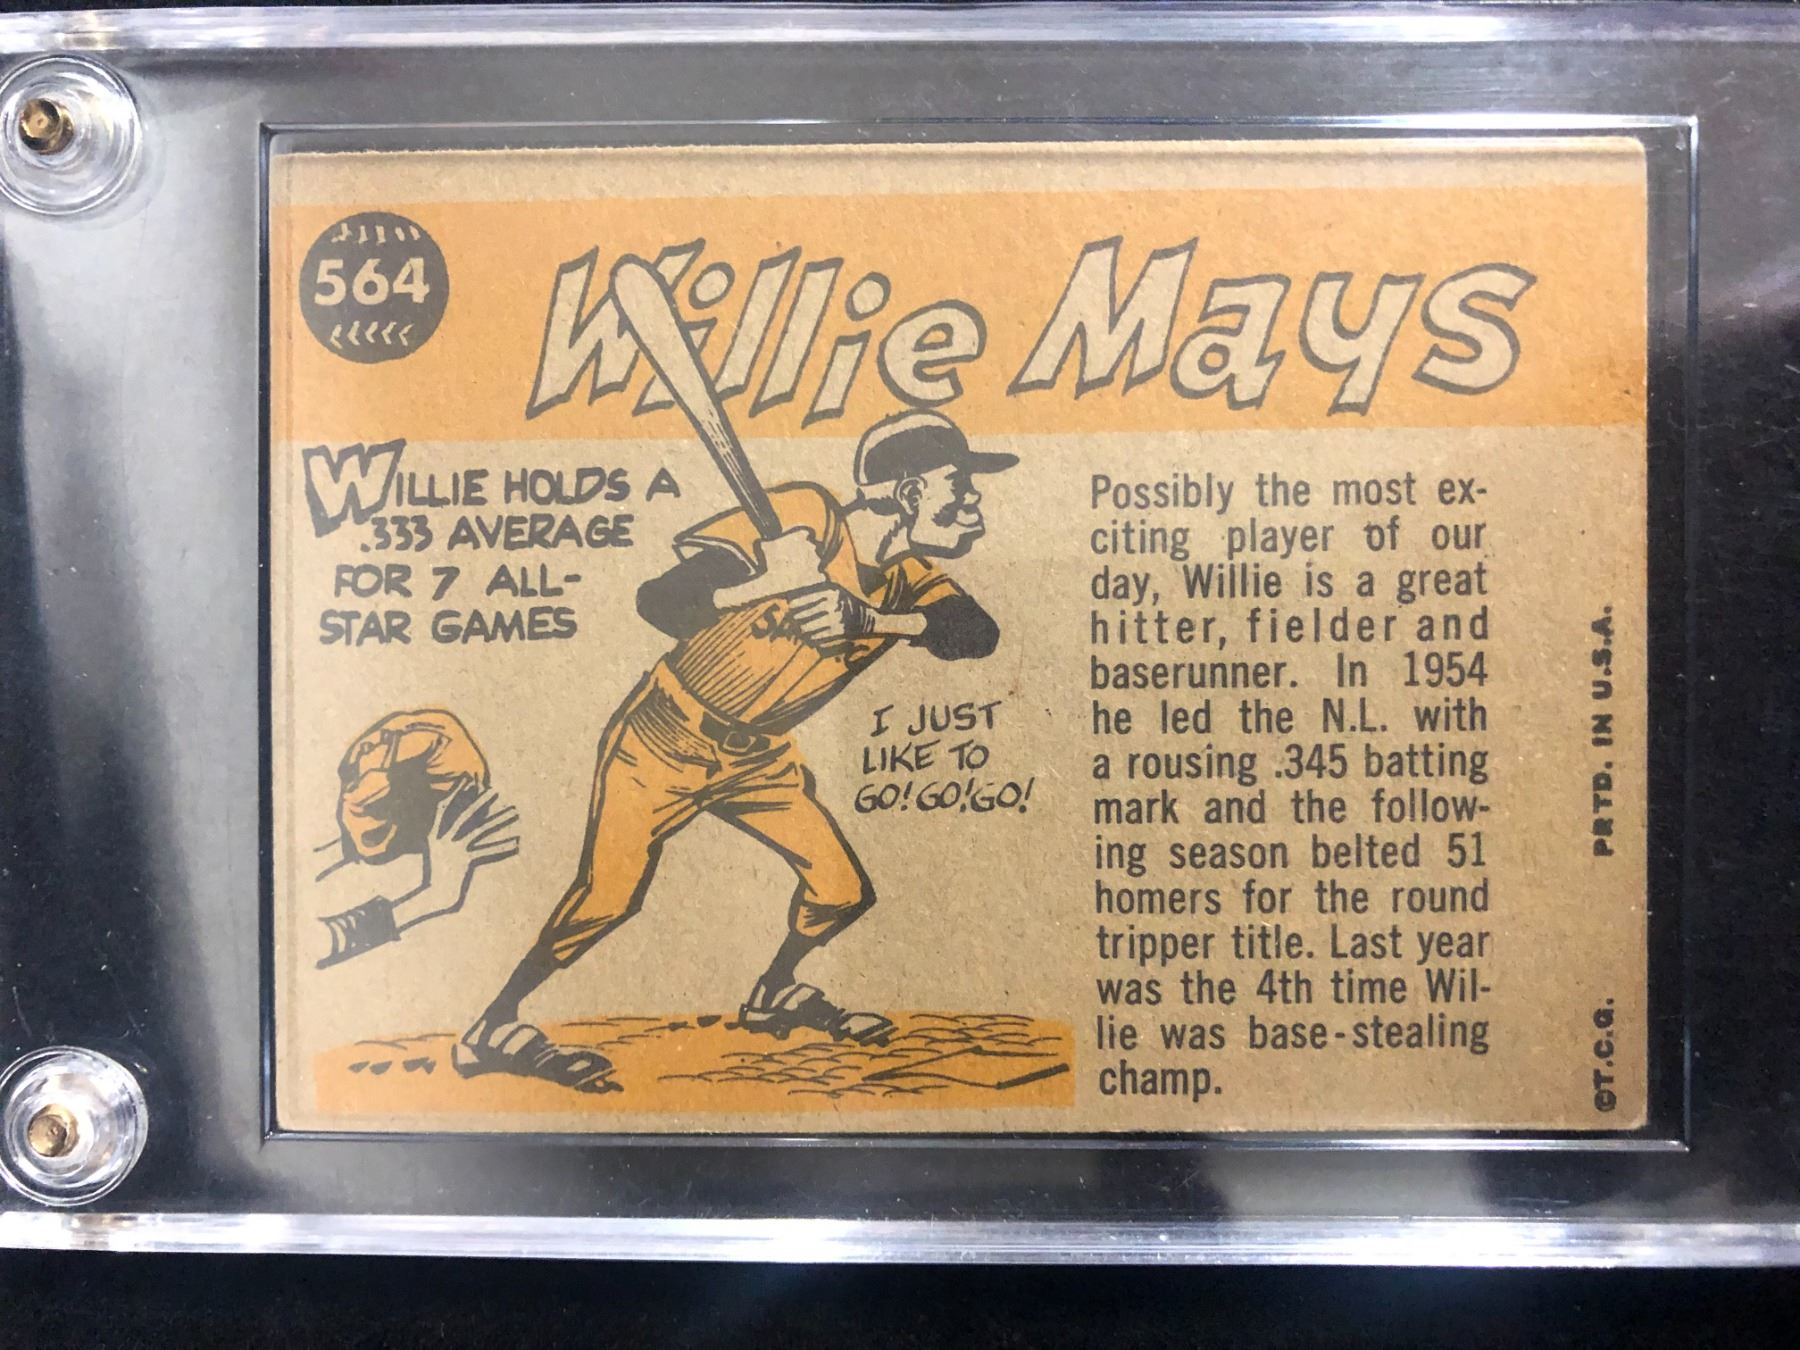 564
Willie Mays
WILLIE HOLDS A
.333 AVERAGE
FOR 7 ALL-
STAR GAMES
I JUST
LIKE TO
GO! GO! GO!
Possibly the most ex-
citing player of our
day, Willie is a great
hitter, fielder and
baserunner. In 1954
he led the N.L. with
a rousing .345 batting
mark and the follow-
ing season belted 51
homers for the round
tripper title. Last year
was the 4th time Wil-
lie was base-stealing
champ.
©T.C.G. PRTD. IN U.S.A.